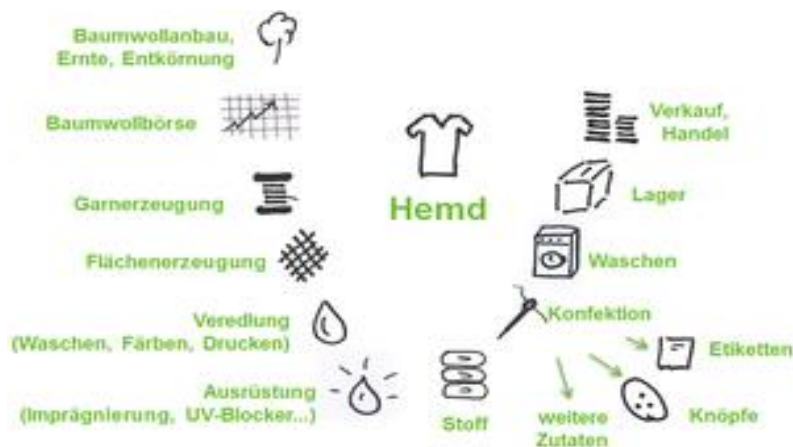 Baumwollanbau,
Ernte, Entkörnung
Baumwollbörse
Garnerzeugung
Flächenerzeugung
Veredlung
(Waschen, Färben, Drucken)
Ausrüstung
(Imprägnierung, UV-Blocker...)
Stoff
Hemd
Verkauf,
Handel
Lager
Waschen
Konfektion
Etiketten
Knöpfe
weitere
Zutaten